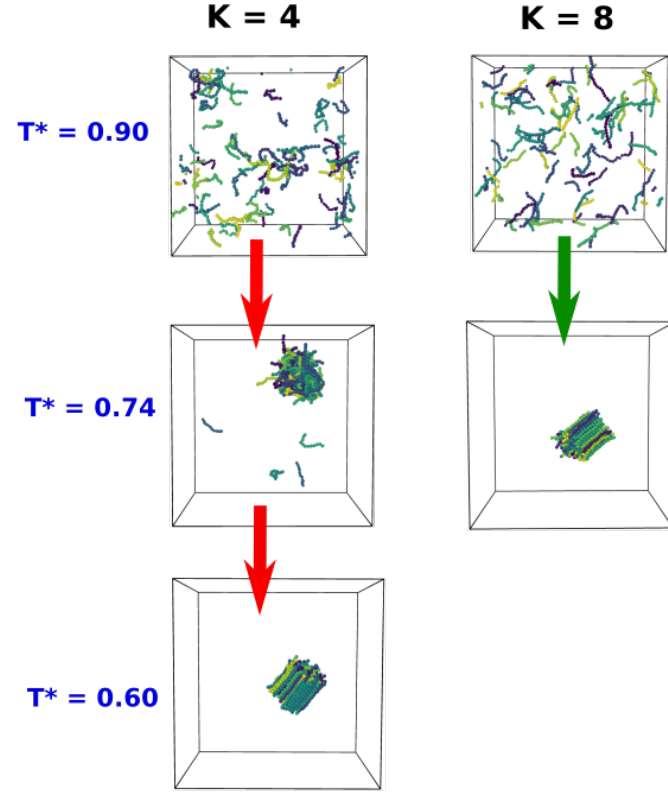 K = 4
K = 8
T* = 0.90
T* = 0.74
T* = 0.60